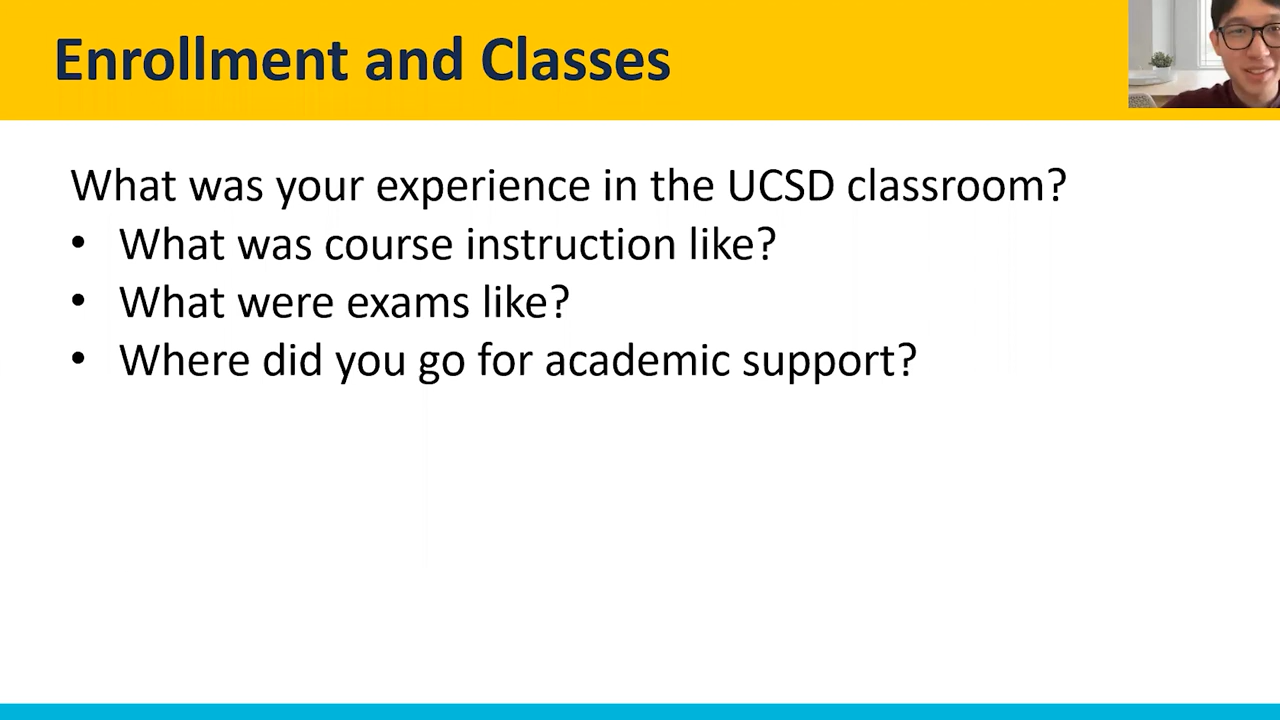 Enrollment and Classes
What was your experience in the UCSD classroom?
• What was course instruction like?
• What were exams like?
• Where did you go for academic support?